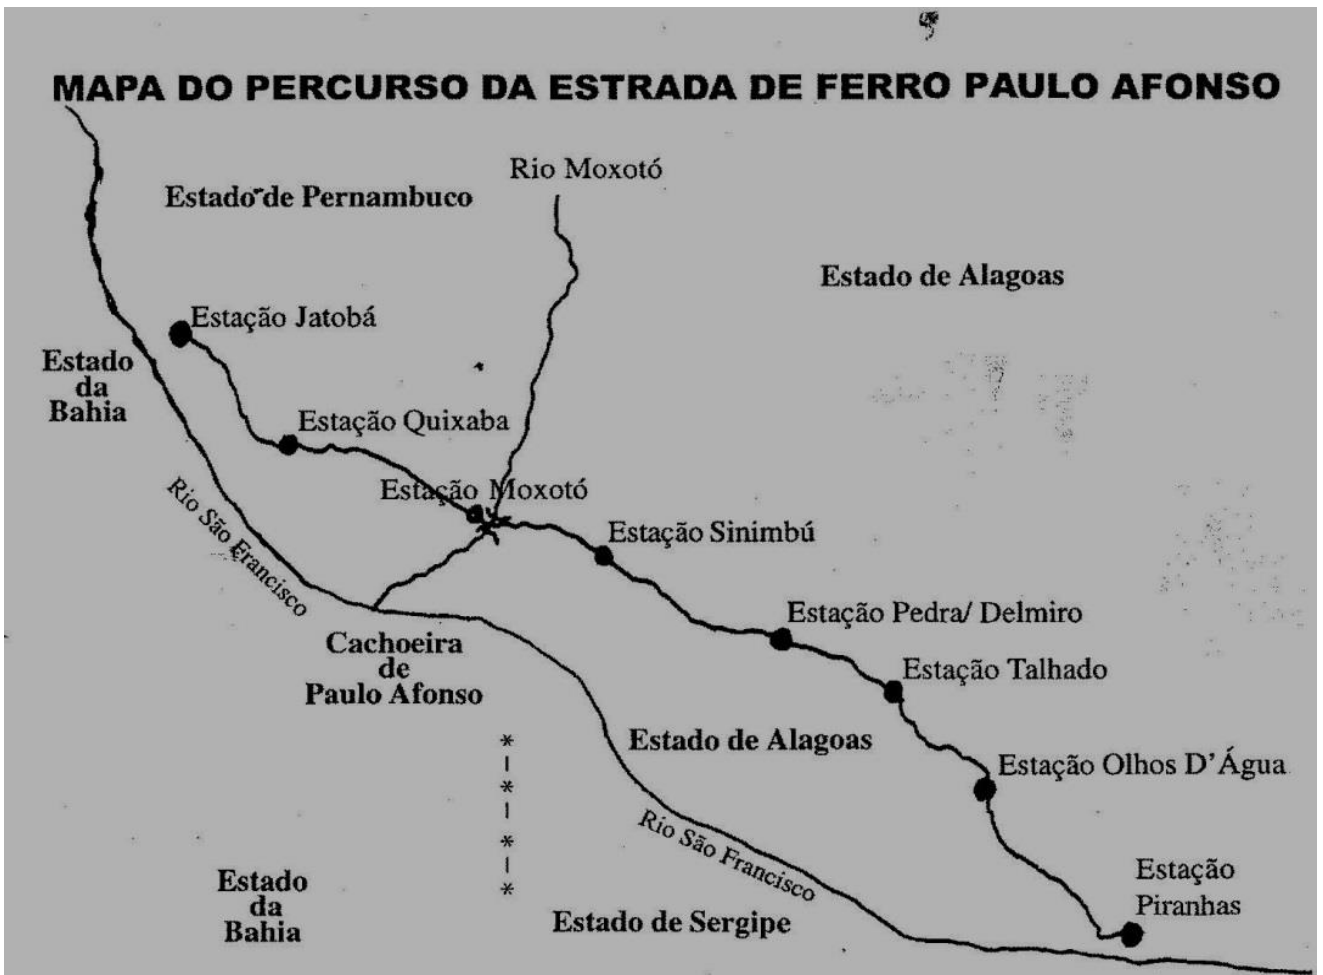 MAPA DO PERCURSO DA ESTRADA DE FERRO PAULO AFONSO
Rio Moxotó
Estado de Pernambuco
Estado de Alagoas
Estação Jatobá
Estado
da
Bahia
Estação Quixaba
Estação Moxotó
Rio São Francisco
Estação Sinimbú
Estação Pedra/ Delmiro
Cachoeira
de
Paulo Afonso
Estação Talhado
Estado de Alagoas
Estação Olhos D'Água
Rio São Francisco
Estação
Piranhas
Estado
da
Bahia
Estado de Sergipe